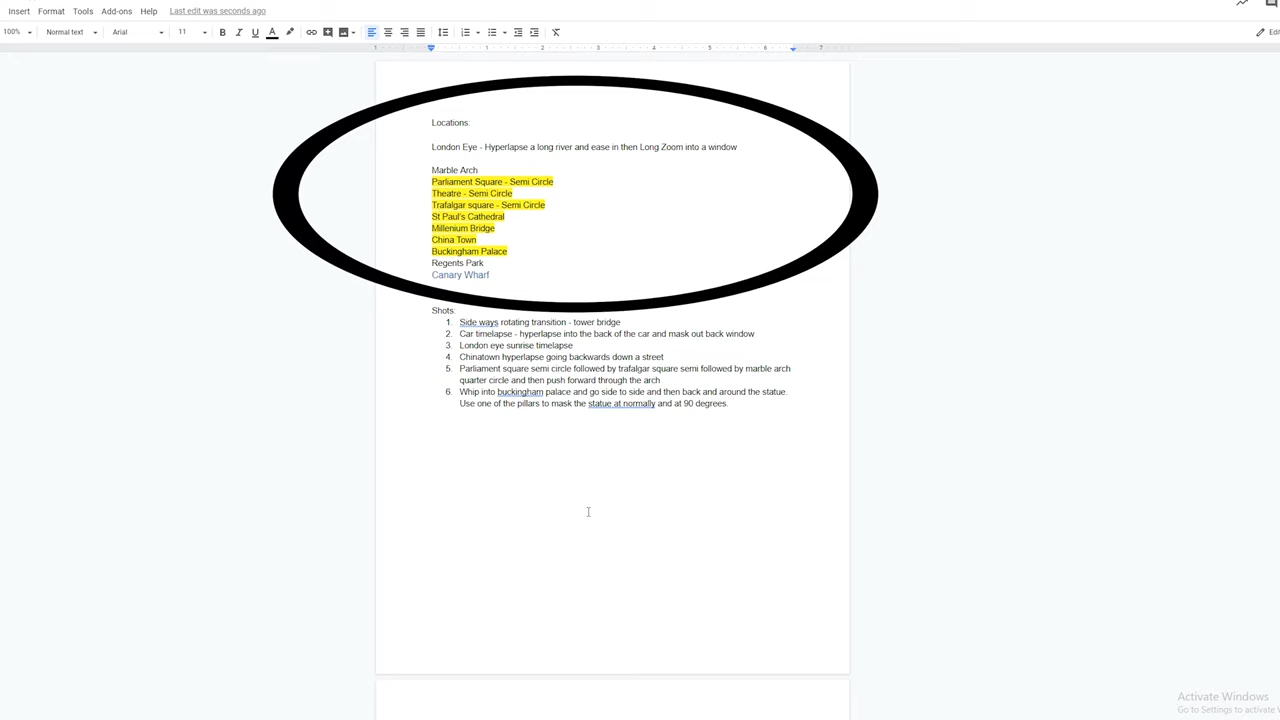 Insert Format Tools Add-ons Help Last edit was seconds ago
100% Normal text Arial 11
1 1 2 3 4 5 6 7
Locations:
London Eye - Hyperlapse a long river and ease in then Long Zoom into a window
Marble Arch
Parliament Square - Semi Circle
Theatre - Semi Circle
Trafalgar square - Semi Circle
St Paul's Cathedral
Millenium Bridge
China Town
Buckingham Palace
Regents Park
Canary Wharf
Shots:
1. Side ways rotating transition - tower bridge
2. Car timelapse - hyperlapse into the back of the car and mask out back window
3. London eye sunrise timelapse
4. Chinatown hyperlapse going backwards down a street
5. Parliament square semi circle followed by trafalgar square semi followed by marble arch
quarter circle and then push forward through the arch
6. Whip into buckingham palace and go side to side and then back and around the statue.
Use one of the pillars to mask the statue at normally and at 90 degrees.
Activate Windows
Go to Settings to activate